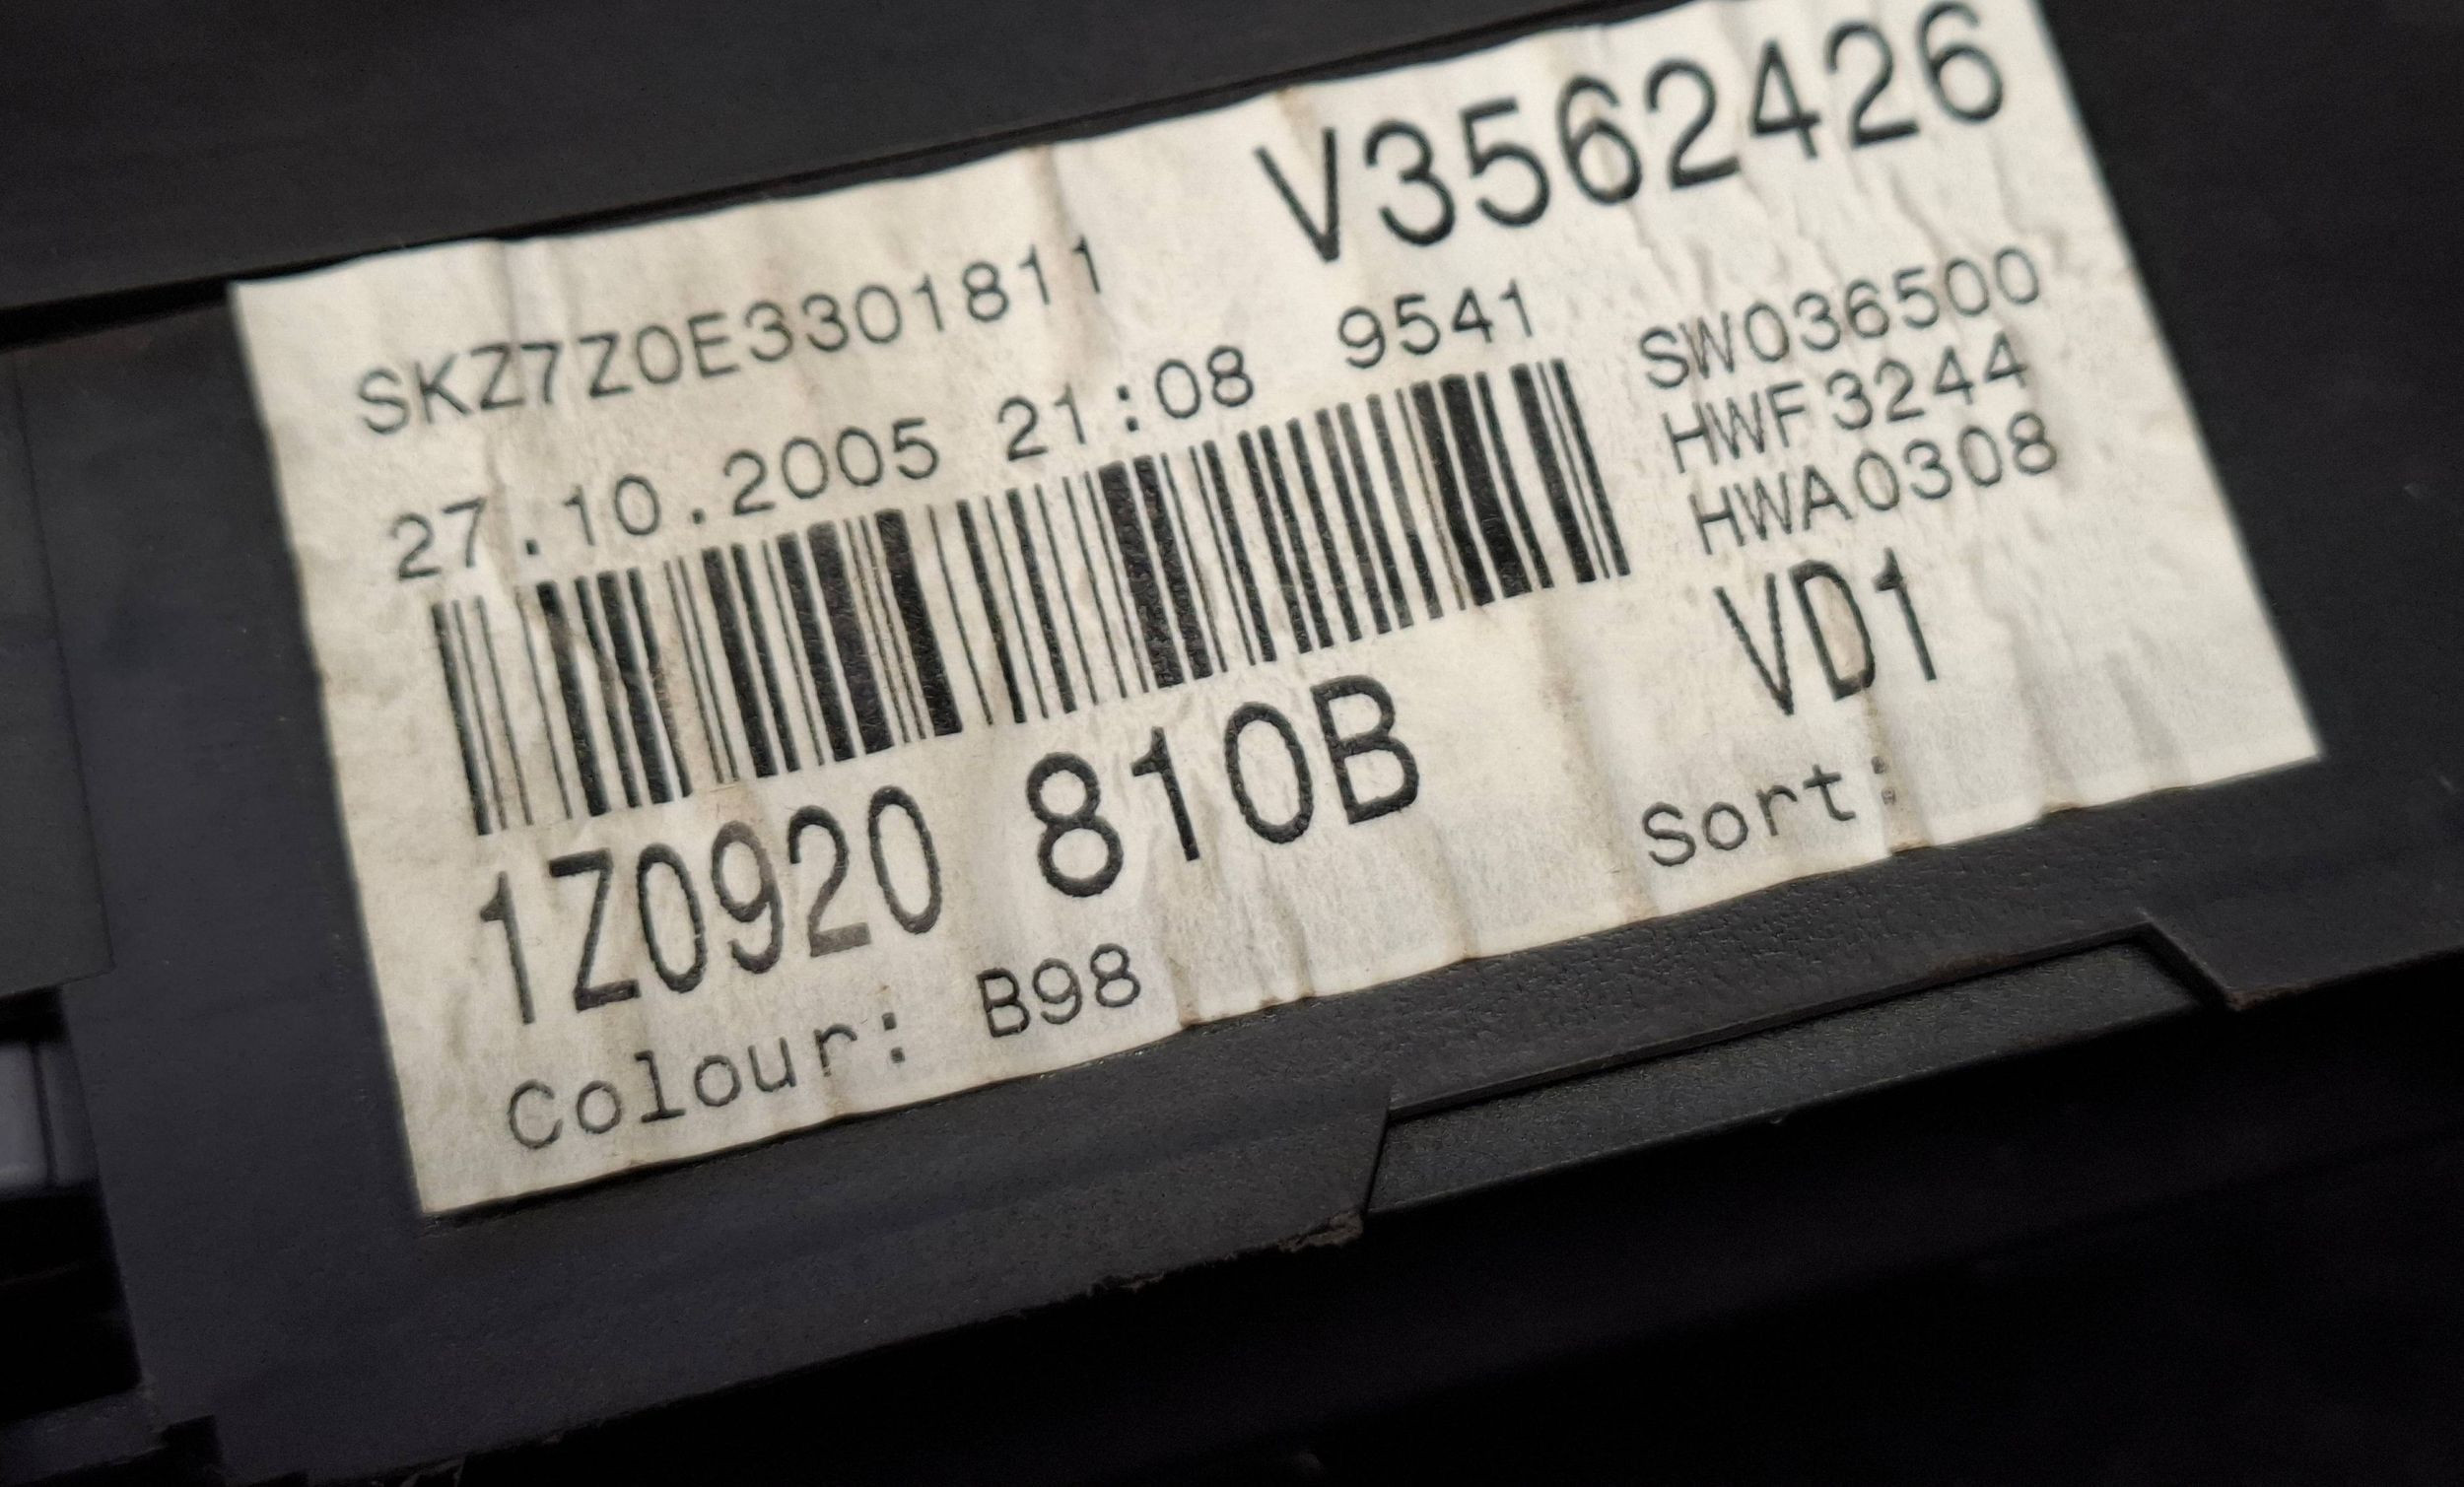 V3562426
SKZ7Z0E3301811
27.10.2005 21:08 9541
SW036500
HWF3244
HWA0308
VD1
1Z0920 810B
Sort:
Colour: B98